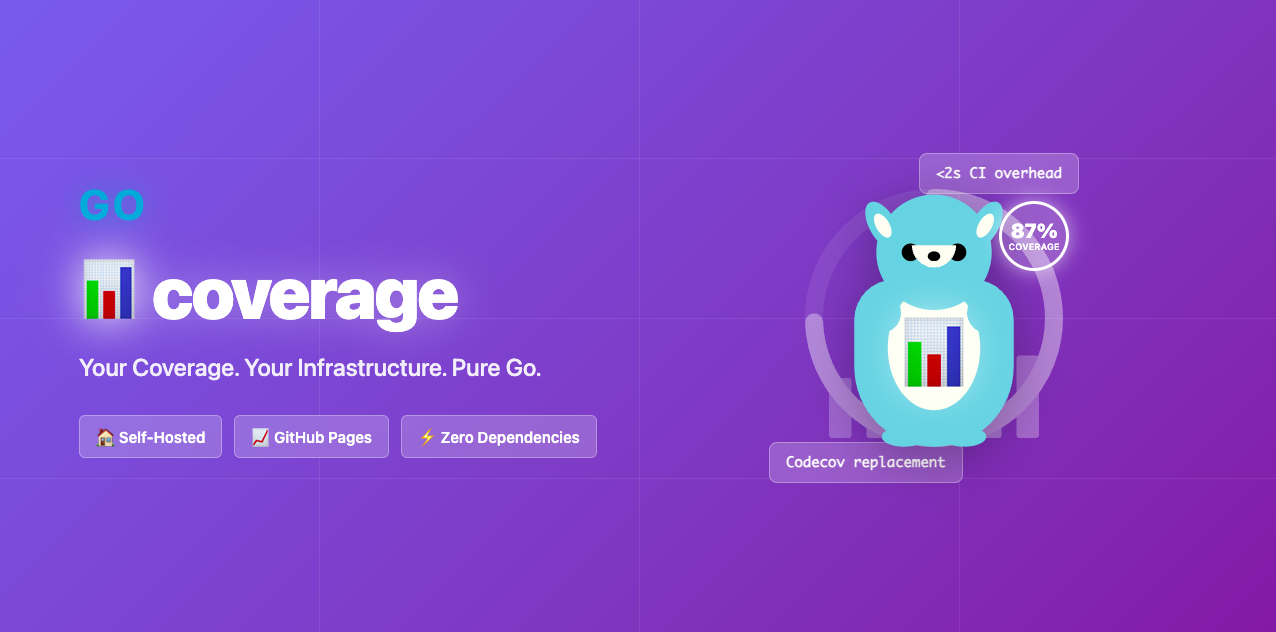 GO
coverage
Your Coverage. Your Infrastructure. Pure Go.
Self-Hosted
GitHub Pages
Zero Dependencies
<2s CI overhead
87%
COVERAGE
Codecov replacement